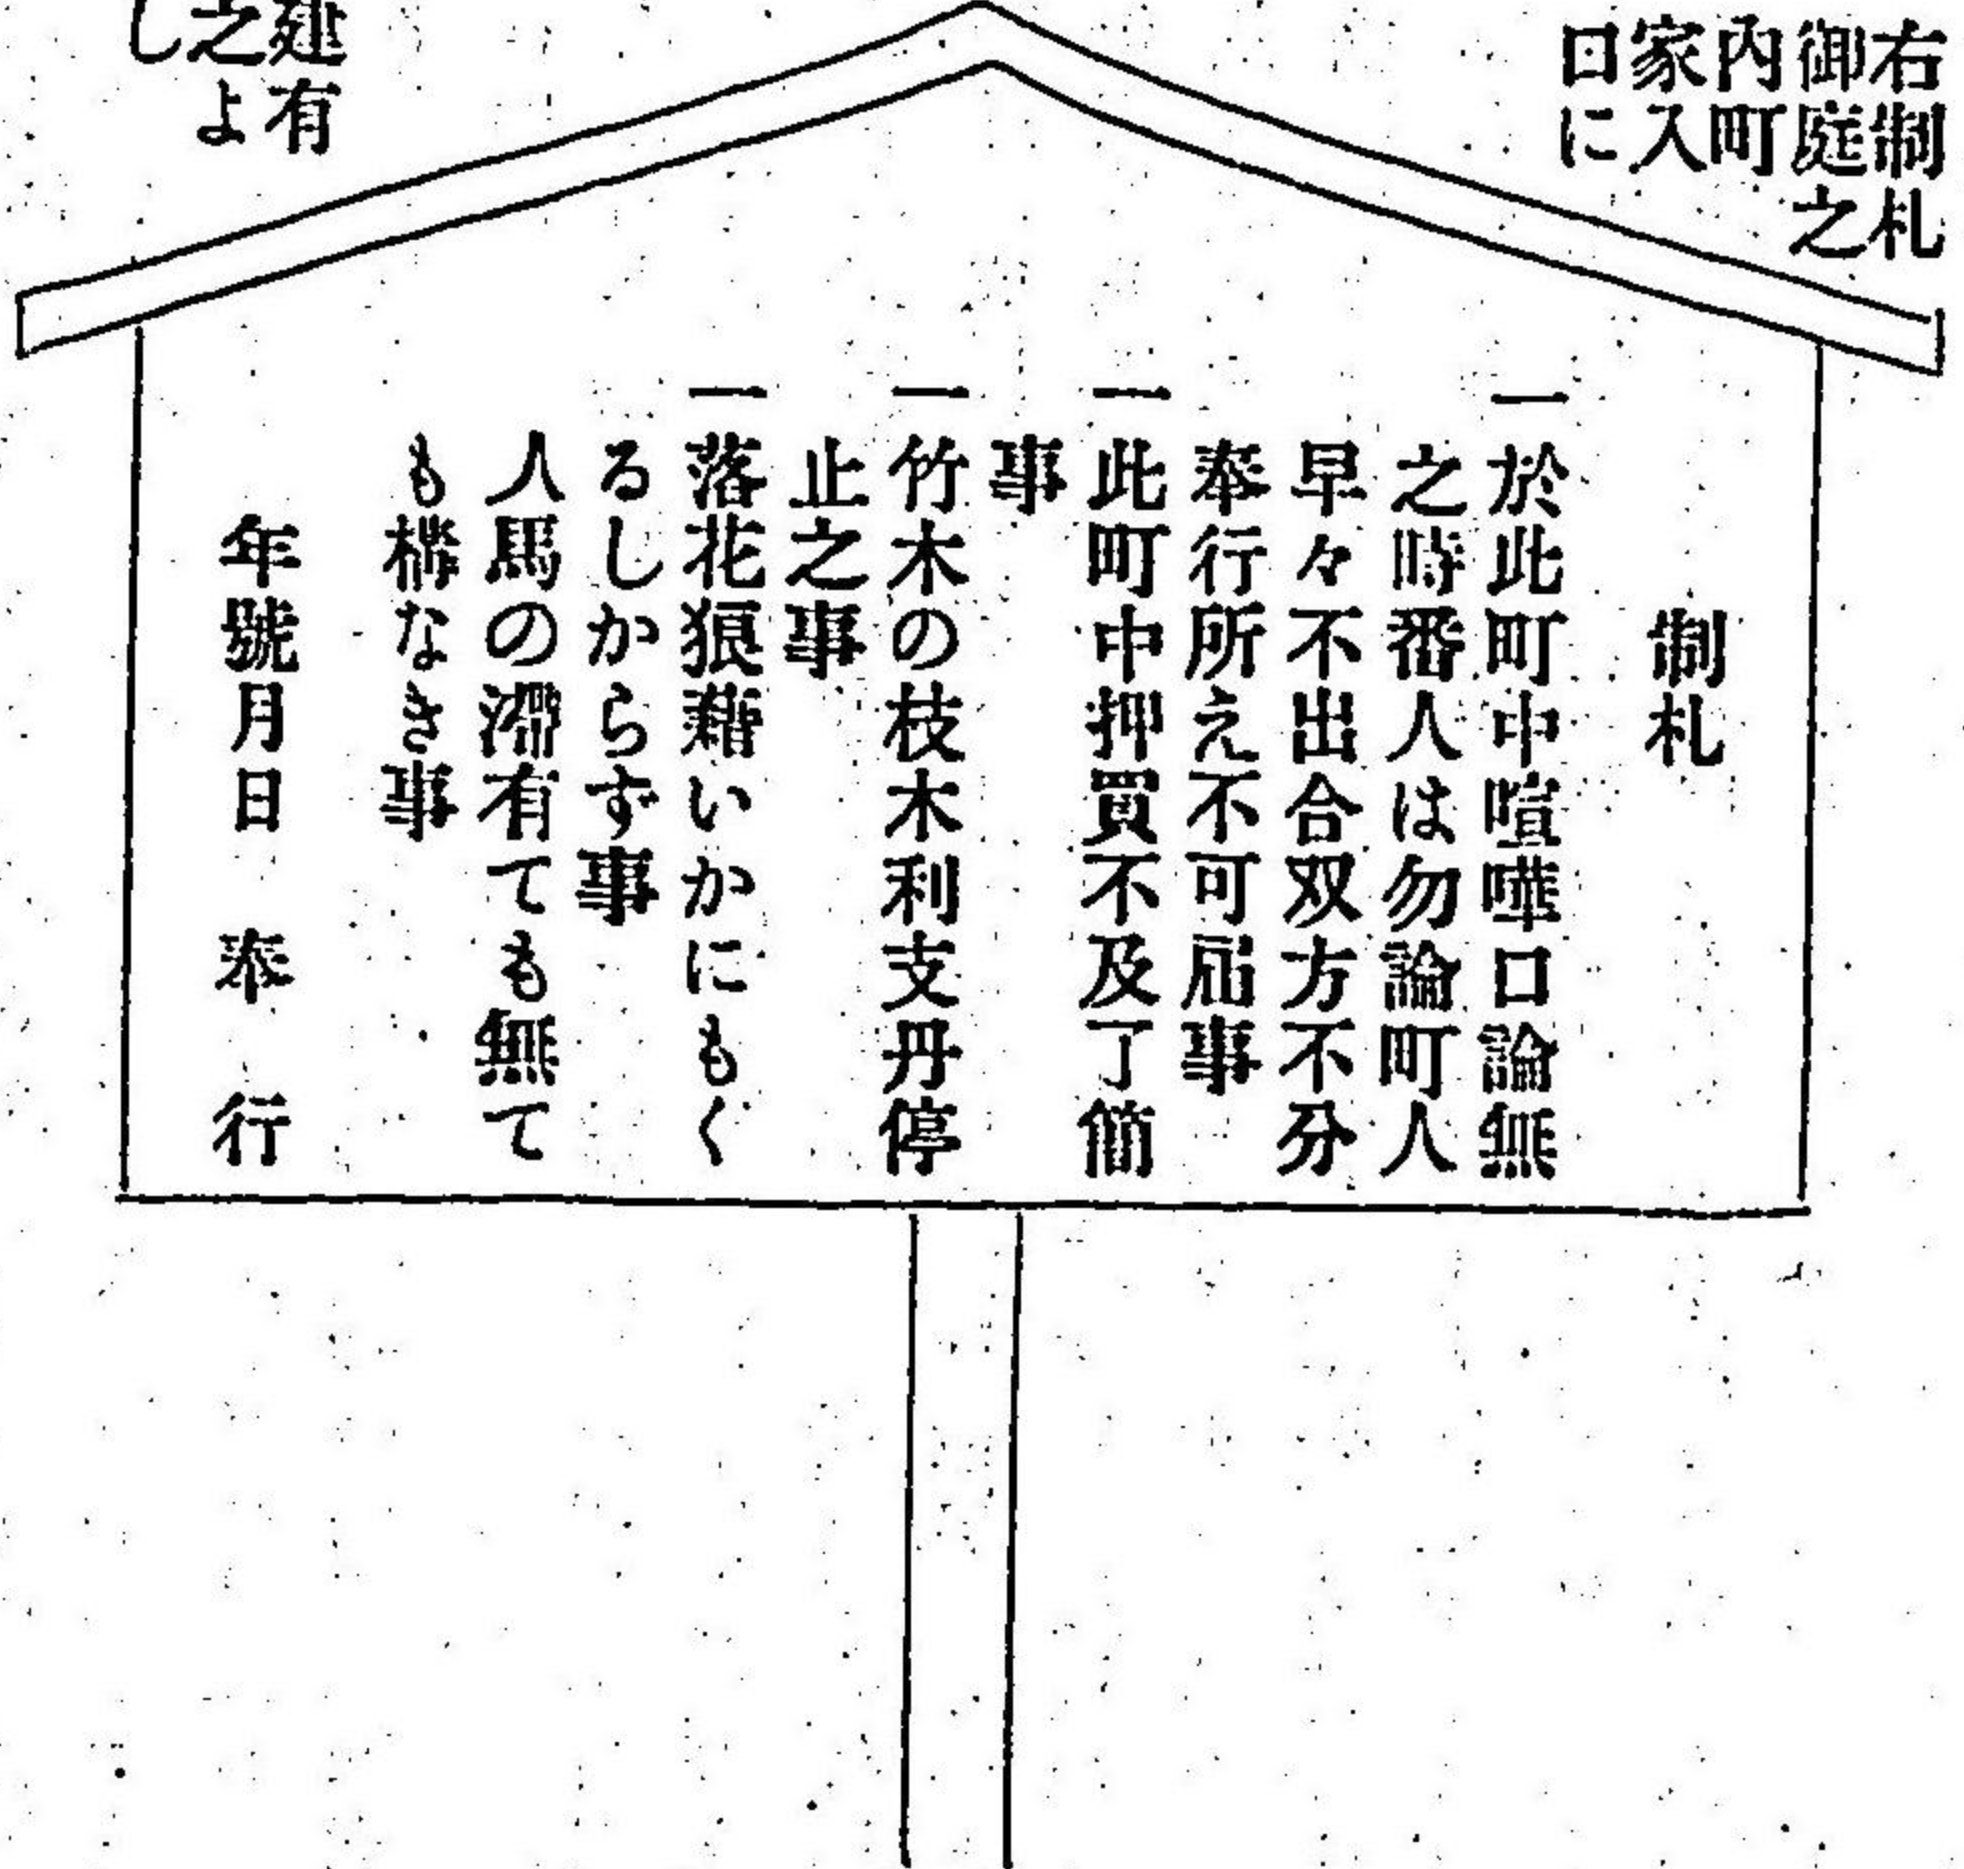 右制札
御庭之
内町
家入
口に
制札
一於此町中喧嘩口論無
之時番人は勿論町人
早々不出合双方不分
奉行所え不可屆事
一此町中押買不及了簡
事
一竹木の枝木利支丹停
止之事
一落花狼藉いかにもぐ
るしからず事
人馬の滯有ても無て
も構なき事
年號月日 奉行
建有
之よ
し